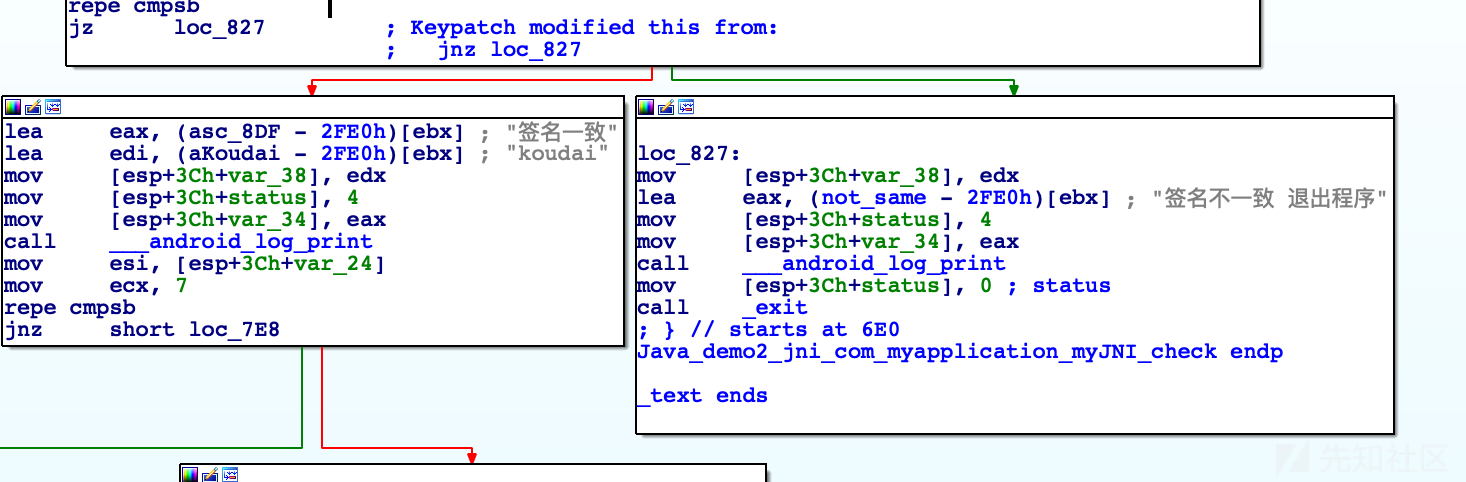 repe cmpsb
jz loc_827 ; Keypatch modified this from:
; jnz loc_827
lea eax, (asc_8DF - 2FE0h)[ebx] ; "签名一致"
lea edi, (aKoudai - 2FE0h)[ebx] ; "koudai"
mov [esp+3Ch+var_38], edx
mov [esp+3Ch+status], 4
mov [esp+3Ch+var_34], eax
call ___android_log_print
mov esi, [esp+3Ch+var_24]
mov ecx, 7
repe cmpsb
jnz short loc_7E8
loc_827:
mov [esp+3Ch+var_38], edx
lea eax, (not_same - 2FE0h)[ebx] ; "签名不一致 退出程序"
mov [esp+3Ch+status], 4
mov [esp+3Ch+var_34], eax
call ___android_log_print
mov [esp+3Ch+status], 0 ; status
call _exit
; } // starts at 6E0
Java_demo2_jni_com_myapplication_myJNI_check endp
_text ends
先知社区